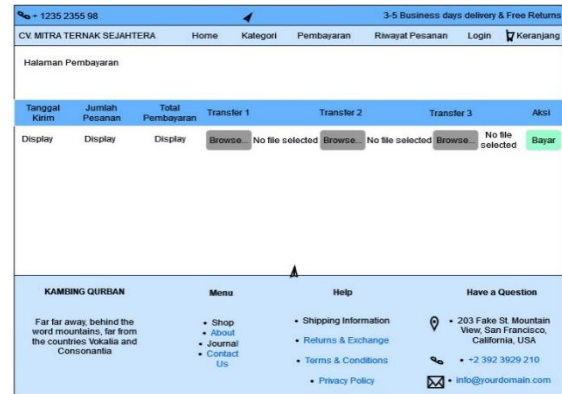 + 1235 2355 98
3-5 Business days delivery & Free Returns
CV. MITRA TERNAK SEJAHTERA Home Kategori Pembayaran Riwayat Pesanan Login Keranjang
Halaman Pembayaran
Tanggal Kirim Jumlah Pesanan Total Pembayaran Transfer 1 Transfer 2 Transfer 3 Aksi
Display Display Display Browse... No file selected Browse... No file selected Browse... No file selected Bayar
KAMBING QURBAN
Far far away, behind the
word mountains, far from
the countries Vokalia and
Consonantia
Menu
• Shop
• About
• Journal
• Contact
Us
Help
• Shipping Information
• Returns & Exchange
• Terms & Conditions
• Privacy Policy
Have a Question
• 203 Fake St. Mountain
View, San Francisco,
California, USA
• +2 392 3929 210
• info@yourdomain.com